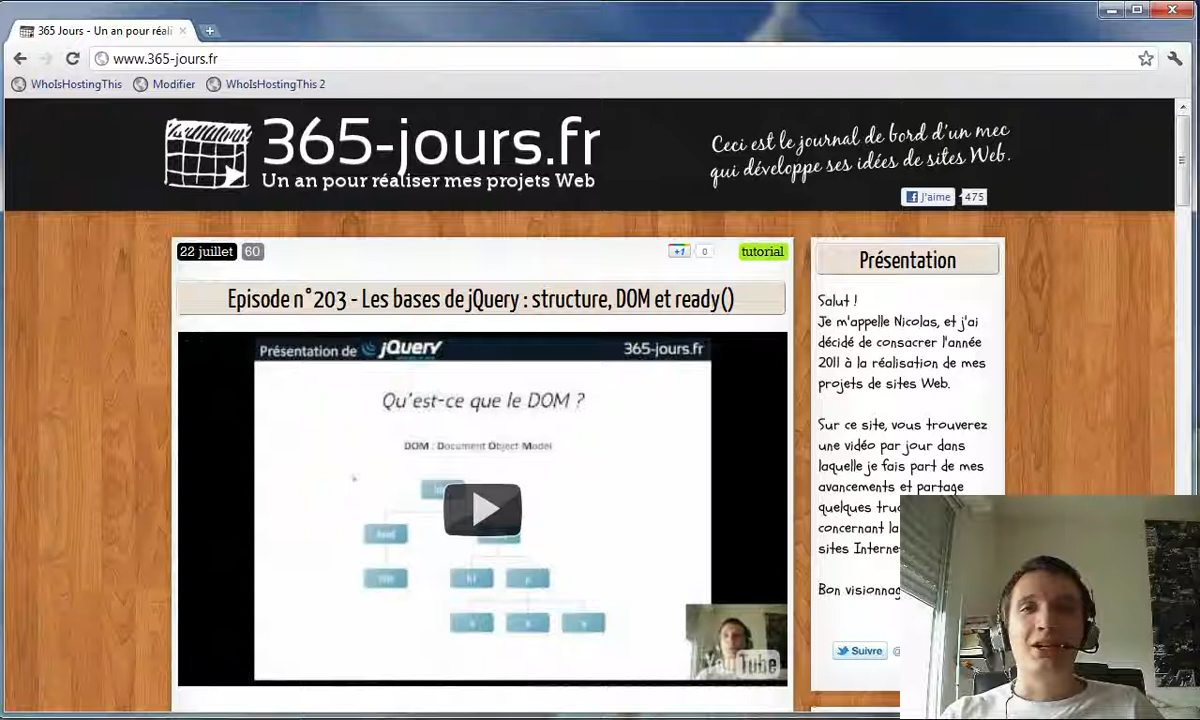 365 Jours - Un an pour réali
www.365-jours.fr
WhoIsHostingThis
Modifier
WhoIsHostingThis 2
365-jours.fr
Un an pour réaliser mes projets Web
Ceci est le journal de bord d'un mec
qui développe ses idées de sites Web.
J'aime
475
22 juillet
60
+1
0
tutorial
Episode n°203 - Les bases de jQuery : structure, DOM et ready()
Présentation de jQuery
365-jours.fr
Qu'est-ce que le DOM ?
DOM : Document Object Model
YouTube
Présentation
Salut !
Je m'appelle Nicolas, et j'ai
décidé de consacrer l'année
2011 à la réalisation de mes
projets de sites Web.
Sur ce site, vous trouverez
une vidéo par jour dans
laquelle je fais part de mes
avancements et partage
quelques
concernant
sites
Bon
Suivre